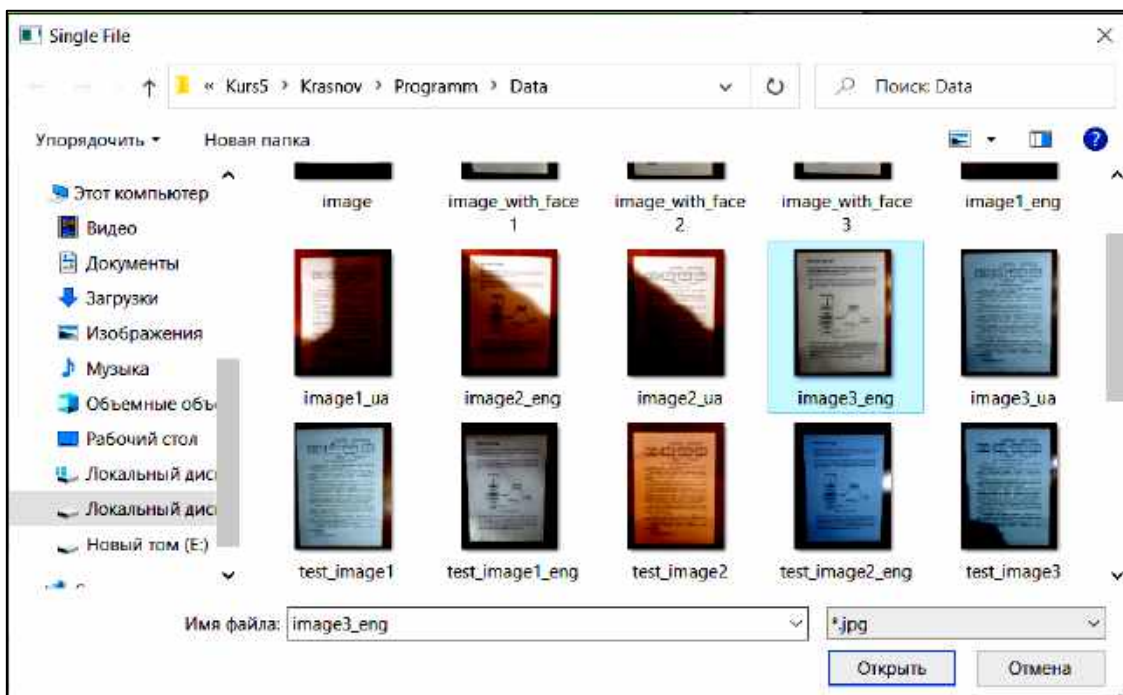 Single File
« Kurs5 > Krasnov > Programm > Data
Поиск: Data
Упорядочить
Новая папка
Этот компьютер
Видео
Документы
Загрузки
Изображения
Музыка
Объемные объ
Рабочий стол
Локальный дис
Локальный дис
Новый том (E:)
image
image_with_face
1
image_with_face
2
image_with_face
3
image1_eng
image1_ua
image2_eng
image2_ua
image3_eng
image3_ua
test_image1
test_image1_eng
test_image2
test_image2_eng
test_image3
Имя файла: image3_eng
*.jpg
Открыть
Отмена